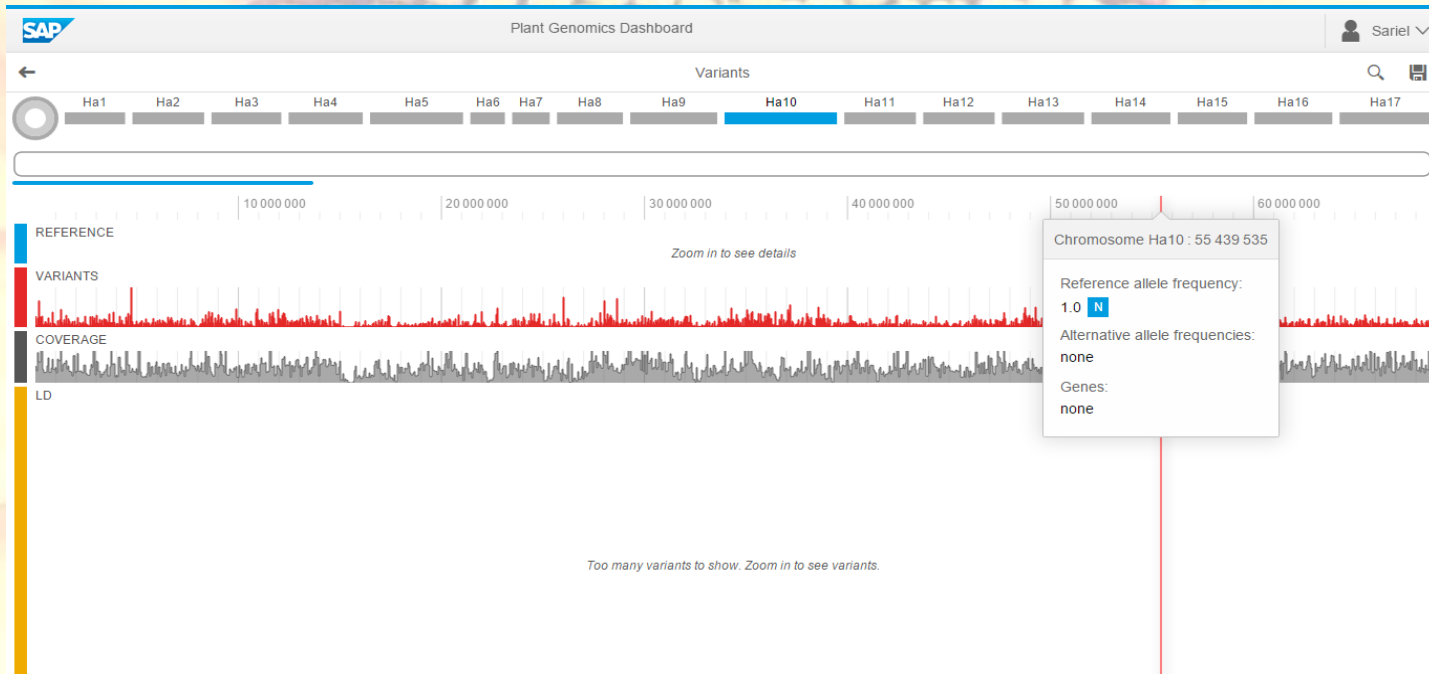 SAP
Plant Genomics Dashboard
Sariel
Variants
Ha1 Ha2 Ha3 Ha4 Ha5 Ha6 Ha7 Ha8 Ha9 Ha10 Ha11 Ha12 Ha13 Ha14 Ha15 Ha16 Ha17
10 000 000 20 000 000 30 000 000 40 000 000 50 000 000 60 000 000
REFERENCE
Zoom in to see details
Chromosome Ha10 : 55 439 535
VARIANTS
Reference allele frequency:
1.0 N
Alternative allele frequencies:
none
Genes:
none
COVERAGE
LD
Too many variants to show. Zoom in to see variants.